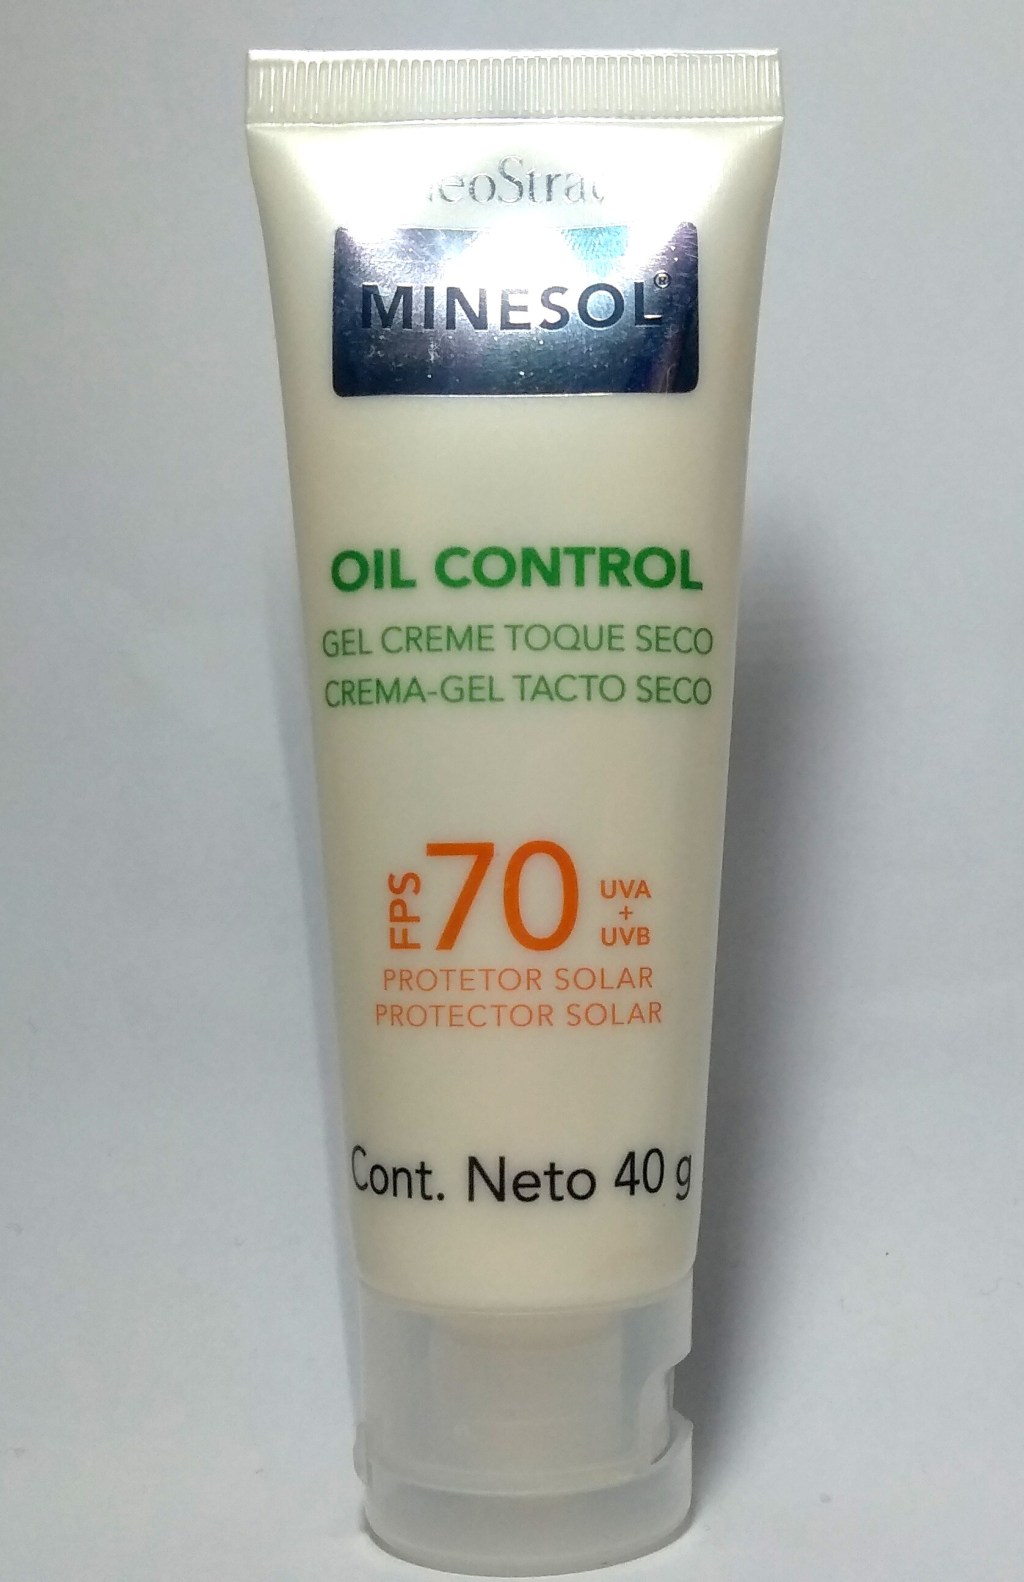 MINESOL®
OIL CONTROL
GEL CREME TOQUE SECO
CREMA-GEL TACTO SECO
FPS 70 UVA + UVB
PROTETOR SOLAR
PROTECTOR SOLAR
Cont. Neto 40 g